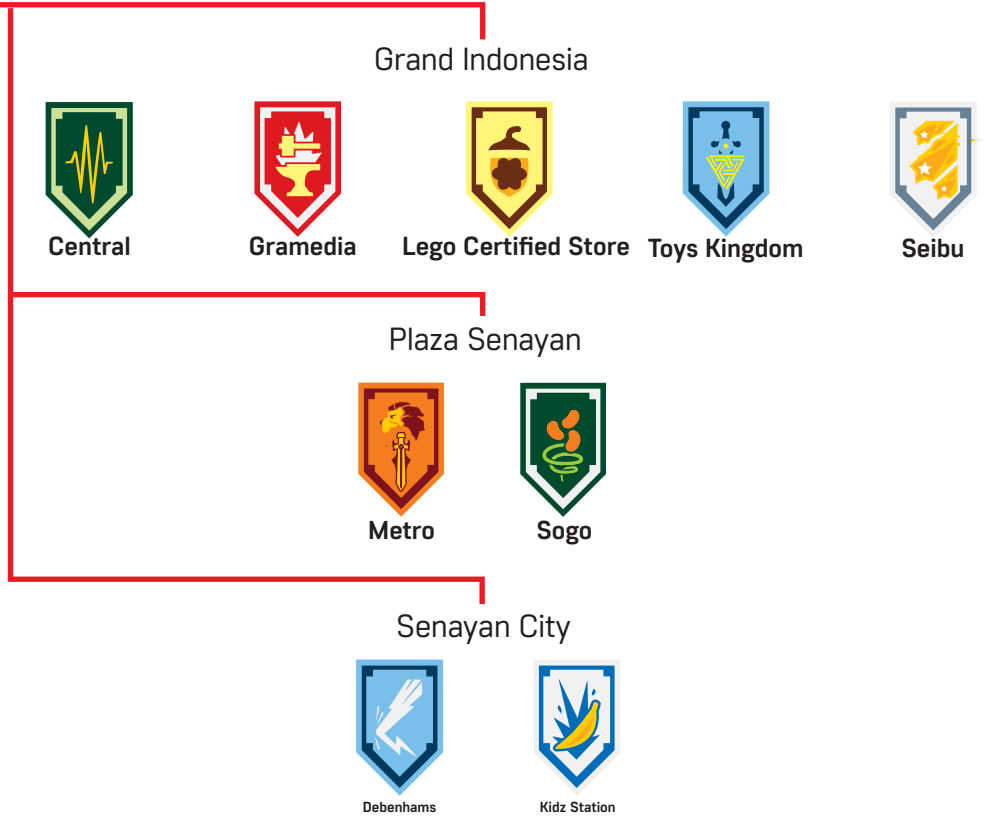 Grand Indonesia
Central
Gramedia
Lego Certified Store
Toys Kingdom
Seibu
Plaza Senayan
Metro
Sogo
Senayan City
Debenhams
Kidz Station